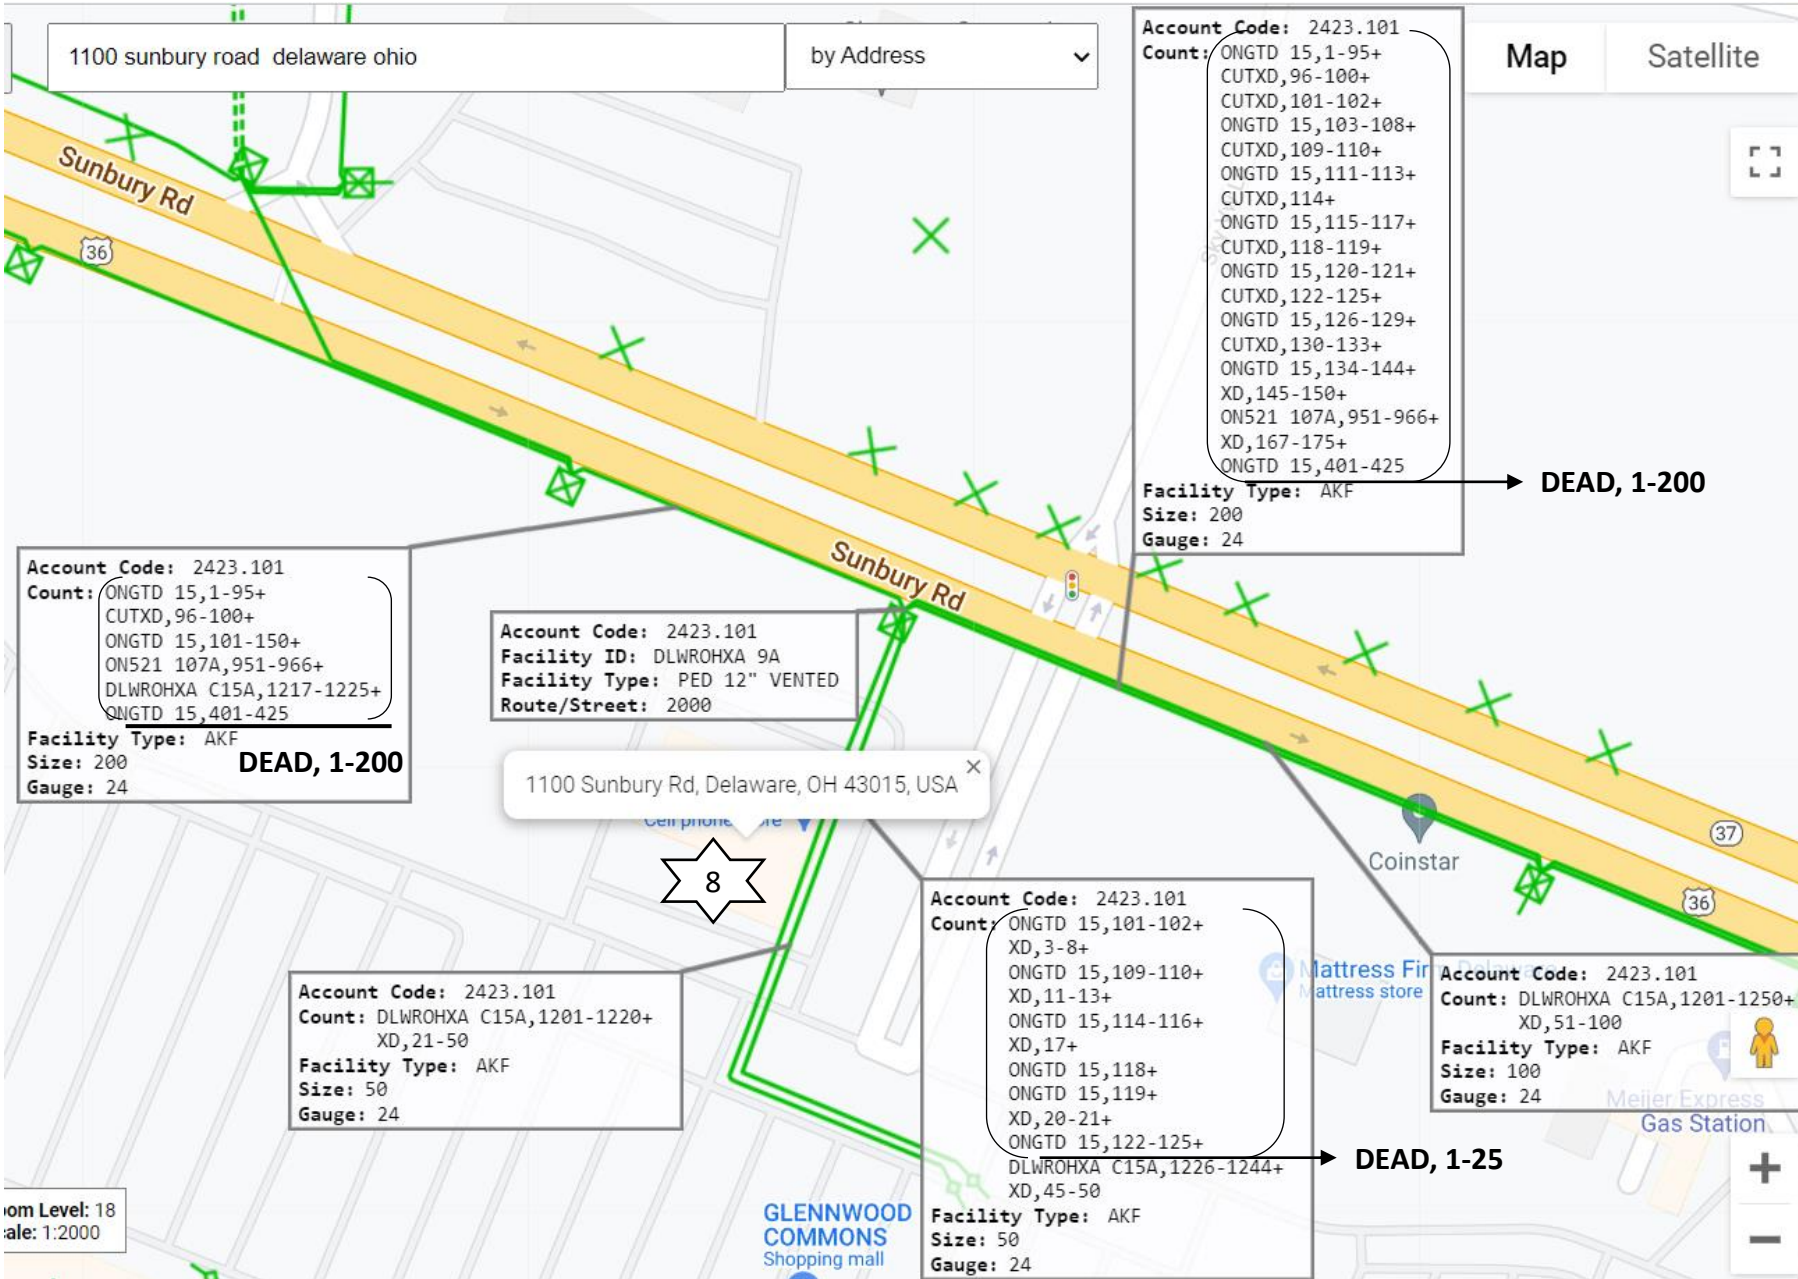 1100 sunbury road  delaware ohio
by Address
Map
Satellite
Account Code: 2423.101
Count: ONGTD 15,1-95+
CUTXD,96-100+
CUTXD,101-102+
ONGTD 15,103-108+
CUTXD,109-110+
ONGTD 15,111-113+
CUTXD,114+
ONGTD 15,115-117+
CUTXD,118-119+
ONGTD 15,120-121+
CUTXD,122-125+
ONGTD 15,126-129+
CUTXD,130-133+
ONGTD 15,134-144+
XD,145-150+
ON521 107A,951-966+
XD,167-175+
ONGTD 15,401-425
Facility Type: AKF
Size: 200
Gauge: 24
DEAD, 1-200
Sunbury Rd
36
Account Code: 2423.101
Count: ONGTD 15,1-95+
CUTXD,96-100+
ONGTD 15,101-150+
ON521 107A,951-966+
DLWROHXA C15A,1217-1225+
ONGTD 15,401-425
Facility Type: AKF
Size: 200
Gauge: 24
DEAD, 1-200
Sunbury Rd
Account Code: 2423.101
Facility ID: DLWROHXA 9A
Facility Type: PED 12" VENTED
Route/Street: 2000
1100 Sunbury Rd, Delaware, OH 43015, USA
Cell phone
8
Coinstar
37
36
Account Code: 2423.101
Count: ONGTD 15,101-102+
XD,3-8+
ONGTD 15,109-110+
XD,11-13+
ONGTD 15,114-116+
XD,17+
ONGTD 15,118+
ONGTD 15,119+
XD,20-21+
ONGTD 15,122-125+
DLWROHXA C15A,1226-1244+
XD,45-50
Facility Type: AKF
Size: 50
Gauge: 24
DEAD, 1-25
Mattress Fir
Mattress store
Account Code: 2423.101
Count: DLWROHXA C15A,1201-1250+
XD,51-100
Facility Type: AKF
Size: 100
Gauge: 24
Meijer Express
Gas Station
Account Code: 2423.101
Count: DLWROHXA C15A,1201-1220+
XD,21-50
Facility Type: AKF
Size: 50
Gauge: 24
GLENNWOOD
COMMONS
Shopping mall
om Level: 18
ale: 1:2000